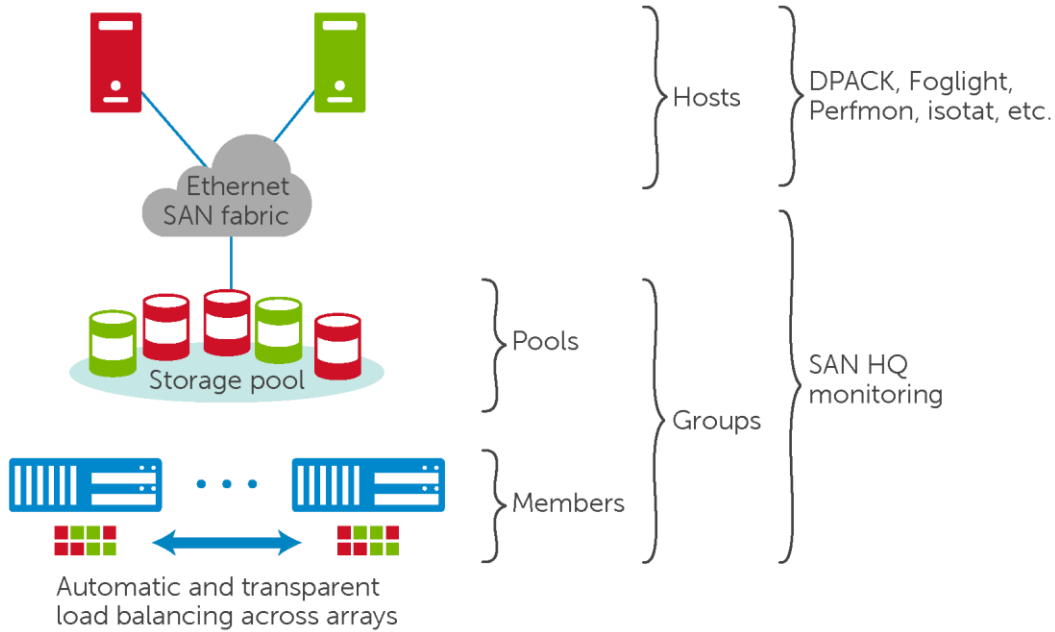 Hosts
DPACK, Foglight,
Perfmon, isotat, etc.
Ethernet
SAN fabric
Storage pool
Pools
Groups
SAN HQ
monitoring
Members
Automatic and transparent
load balancing across arrays